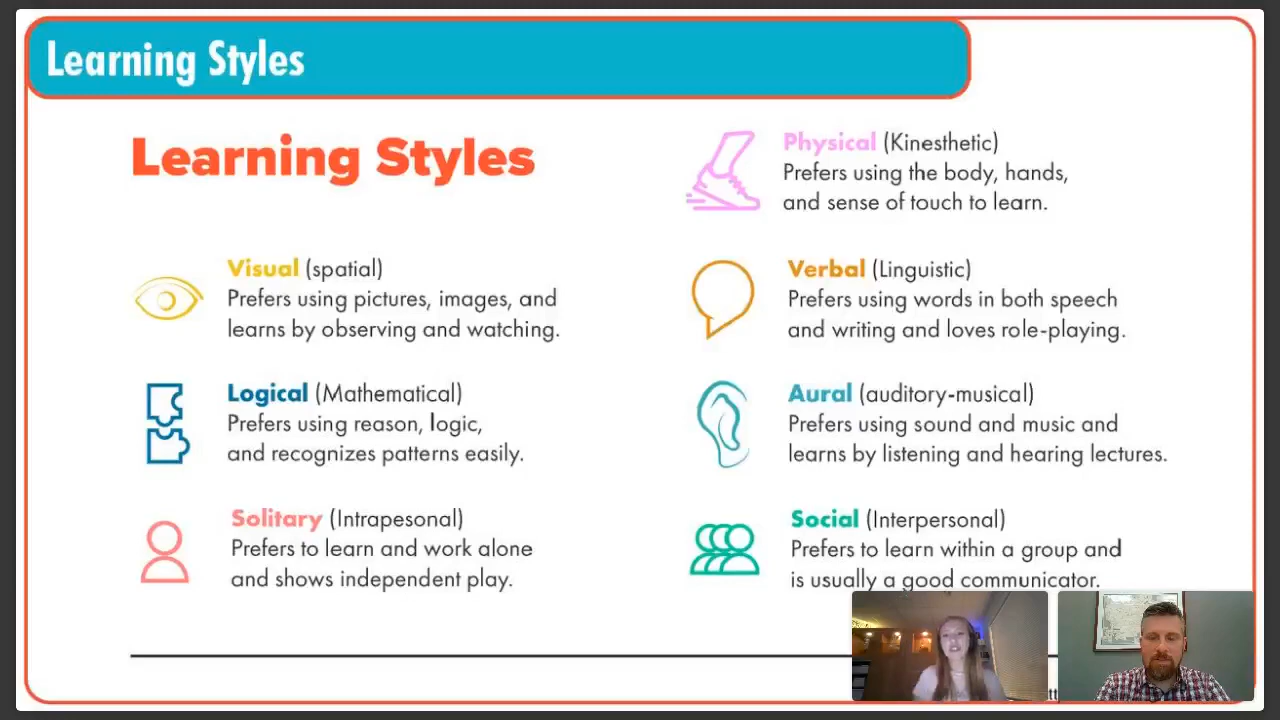 Learning Styles
Learning Styles
Physical (Kinesthetic)
Prefers using the body, hands,
and sense of touch to learn.
Visual (spatial)
Prefers using pictures, images, and
learns by observing and watching.
Verbal (Linguistic)
Prefers using words in both speech
and writing and loves role-playing.
Logical (Mathematical)
Prefers using reason, logic,
and recognizes patterns easily.
Aural (auditory-musical)
Prefers using sound and music and
learns by listening and hearing lectures.
Solitary (Intrapesonal)
Prefers to learn and work alone
and shows independent play.
Social (Interpersonal)
Prefers to learn within a group and
is usually a good communicator.